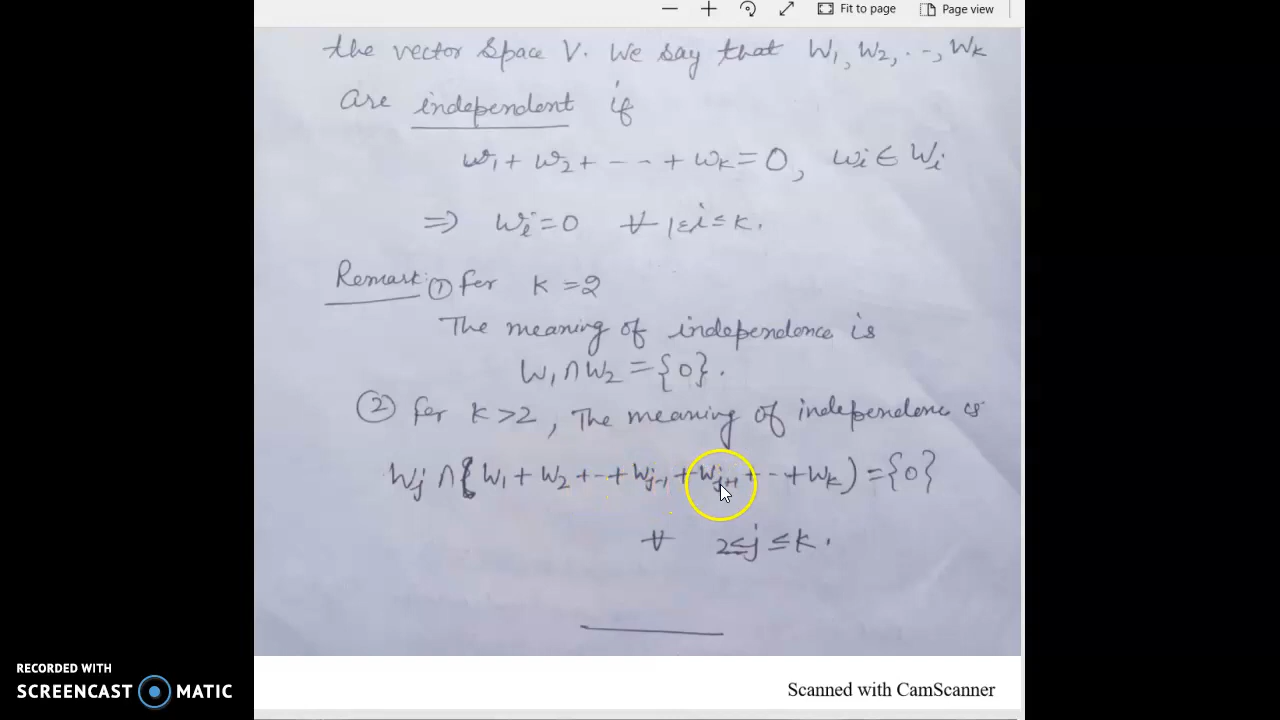 Fit to page Page view
the vector space V. We say that W₁, W₂, . -, Wₖ
are independent if
w₁ + w₂ + - - - + wₖ = 0, wi ∈ Wi
⇒ wi = 0 ∀ 1≤i≤k.
Remark: ① for k = 2
The meaning of independence is
W₁ ∩ W₂ = {0}.
② for k > 2, The meaning of independence is
Wj ∩ ( W₁ + W₂ + - - + Wj-1 + Wj+1 + - - + Wₖ ) = {0}
∀ 2≤j ≤ k.
RECORDED WITH
SCREENCAST MATIC
Scanned with CamScanner